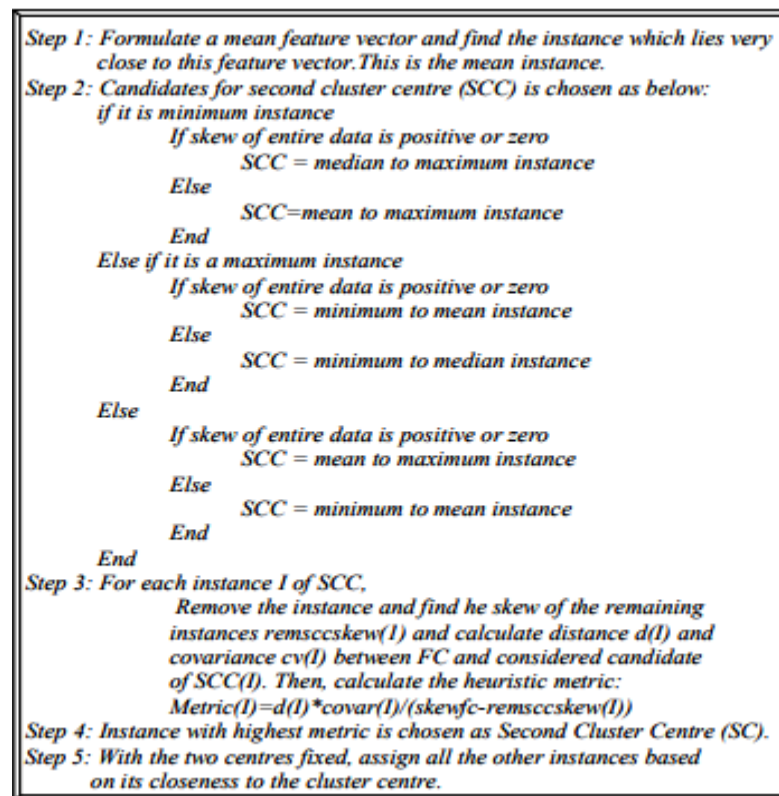 Step 1: Formulate a mean feature vector and find the instance which lies very
close to this feature vector.This is the mean instance.
Step 2: Candidates for second cluster centre (SCC) is chosen as below:
if it is minimum instance
If skew of entire data is positive or zero
SCC = median to maximum instance
Else
SCC=mean to maximum instance
End
Else if it is a maximum instance
If skew of entire data is positive or zero
SCC = minimum to mean instance
Else
SCC = minimum to median instance
End
Else
If skew of entire data is positive or zero
SCC = mean to maximum instance
Else
SCC = minimum to mean instance
End
End
Step 3: For each instance I of SCC,
Remove the instance and find he skew of the remaining
instances remsccskew(1) and calculate distance d(I) and
covariance cv(I) between FC and considered candidate
of SCC(I). Then, calculate the heuristic metric:
Metric(I)=d(I)*covar(I)/(skewfc-remsccskew(I))
Step 4: Instance with highest metric is chosen as Second Cluster Centre (SC).
Step 5: With the two centres fixed, assign all the other instances based
on its closeness to the cluster centre.